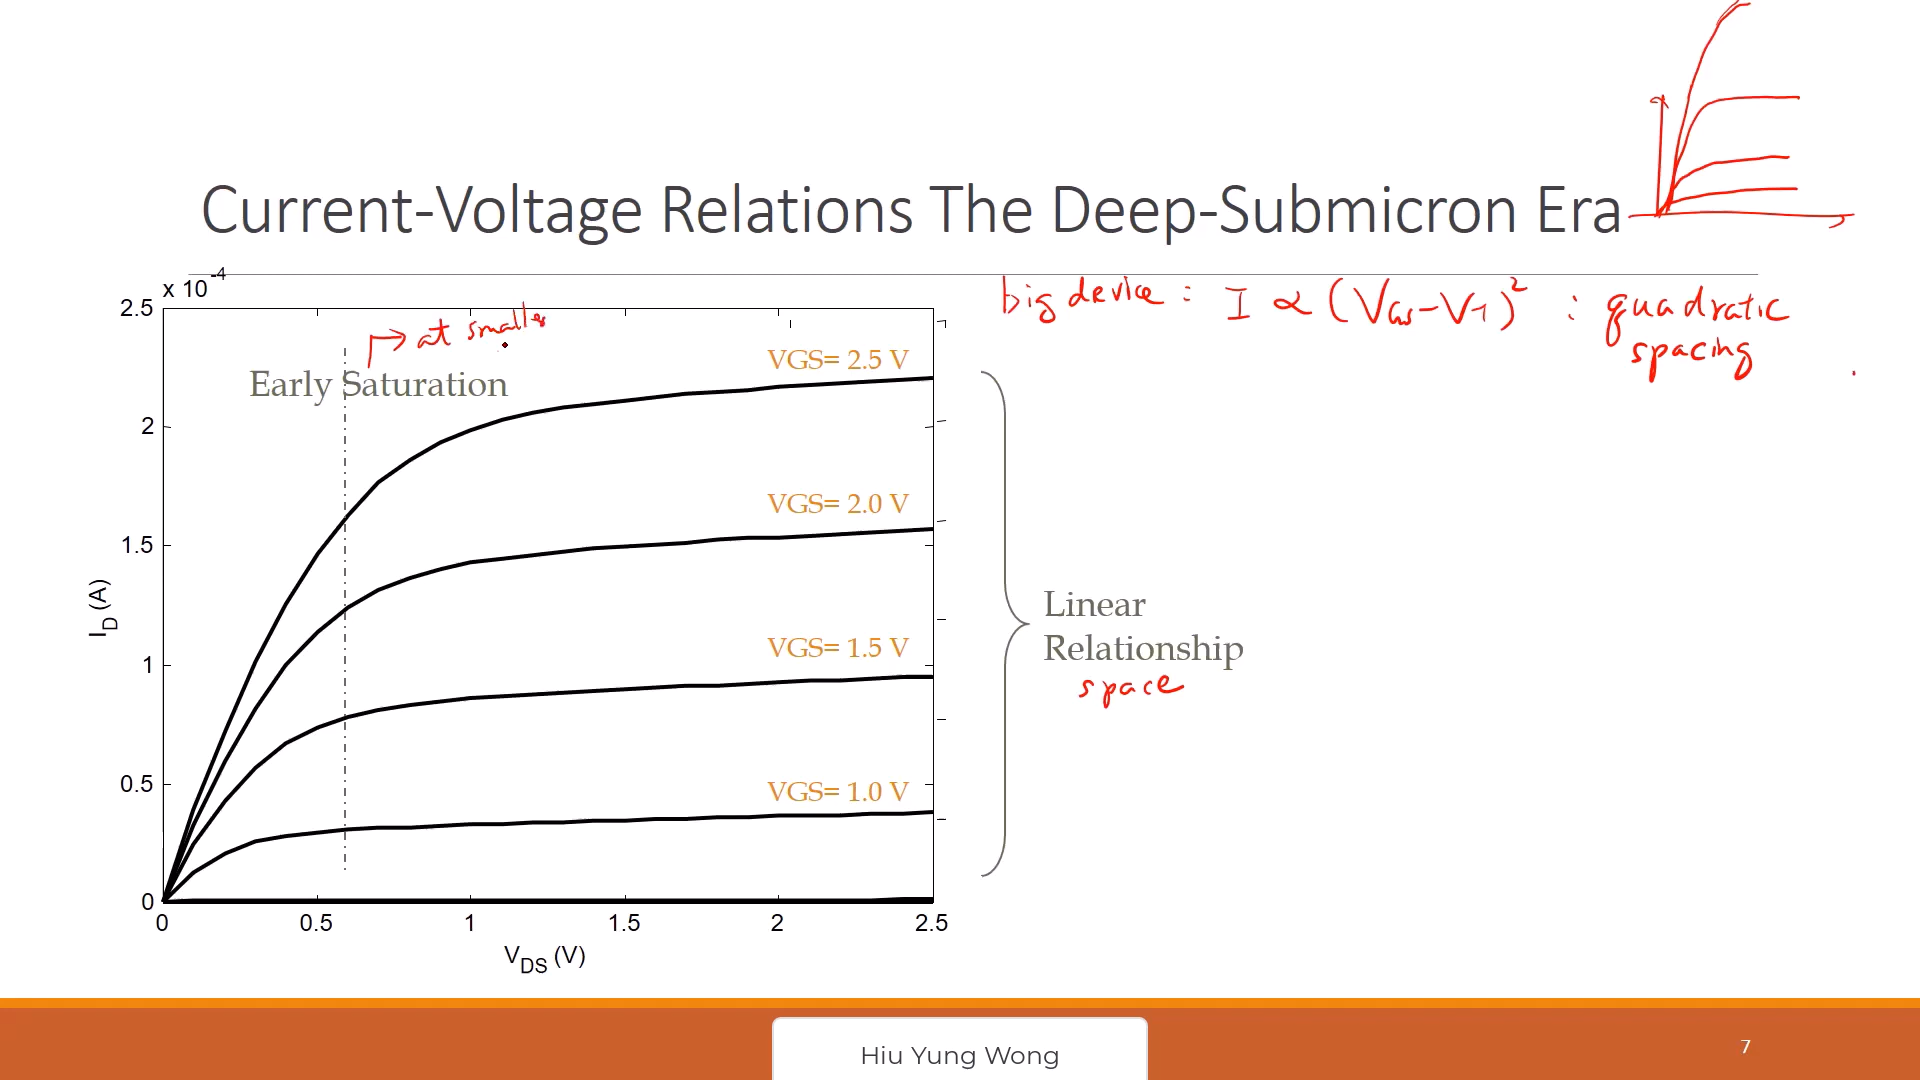 Current-Voltage Relations The Deep-Submicron Era
big device : I ∝ (VGS-VT)² : quadratic
spacing
x 10 -4
→ at smaller
Early Saturation
VGS= 2.5 V
VGS= 2.0 V
VGS= 1.5 V
VGS= 1.0 V
2.5
2
1.5
1
0.5
0
ID (A)
0 0.5 1 1.5 2 2.5
VDS (V)
Linear
Relationship
space
Hiu Yung Wong
7